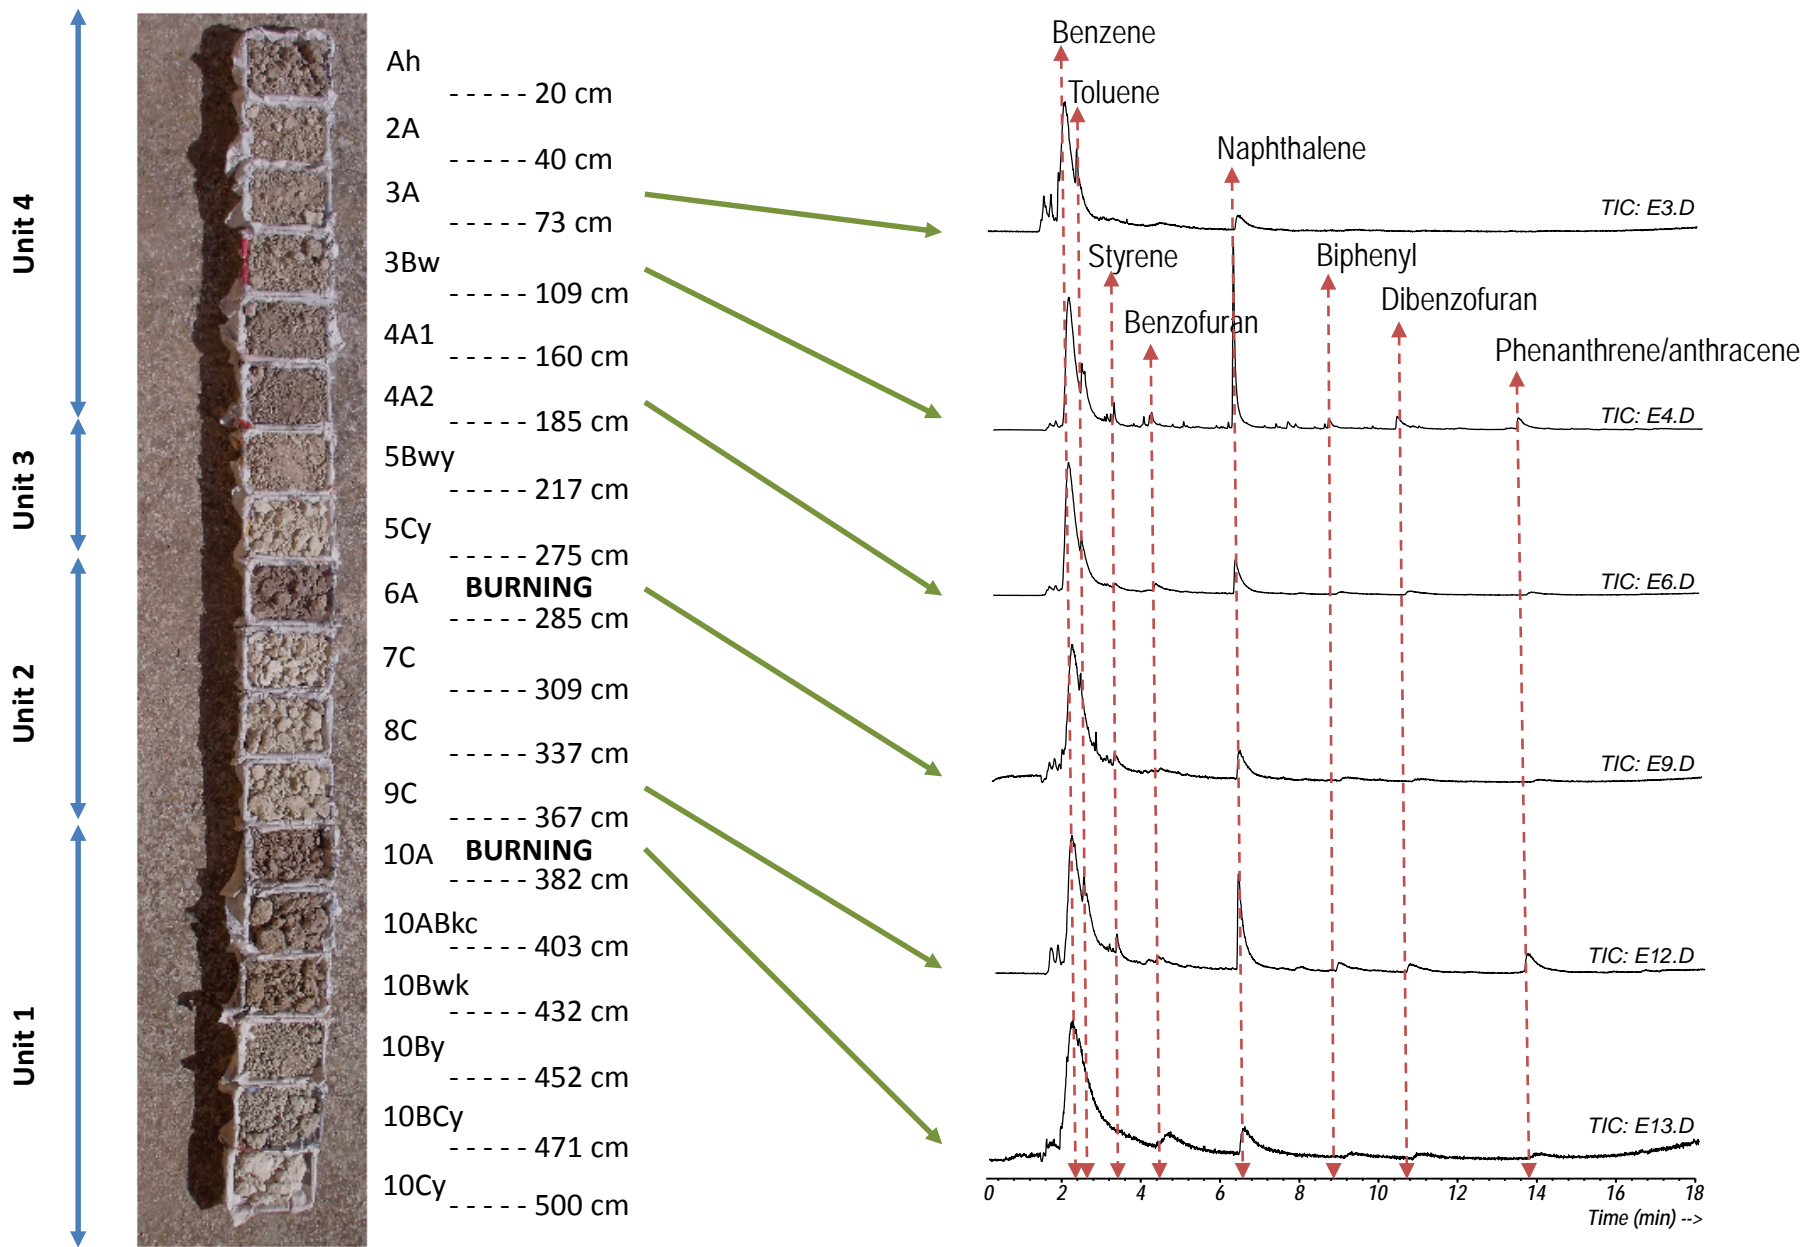 Unit 4
Unit 3
Unit 2
Unit 1
Ah
- - - - - 20 cm
2A
- - - - - 40 cm
3A
- - - - - 73 cm
3Bw
- - - - - 109 cm
4A1
- - - - - 160 cm
4A2
- - - - - 185 cm
5Bwy
- - - - - 217 cm
5Cy
- - - - - 275 cm
6A BURNING
- - - - - 285 cm
7C
- - - - - 309 cm
8C
- - - - - 337 cm
9C
- - - - - 367 cm
10A BURNING
- - - - - 382 cm
10ABkc
- - - - - 403 cm
10Bwk
- - - - - 432 cm
10By
- - - - - 452 cm
10BCy
- - - - - 471 cm
10Cy
- - - - - 500 cm
Benzene
Toluene
Naphthalene
TIC: E3.D
Styrene
Biphenyl
Benzofuran
Dibenzofuran
Phenanthrene/anthracene
TIC: E4.D
TIC: E6.D
TIC: E9.D
TIC: E12.D
TIC: E13.D
0 2 4 6 8 10 12 14 16 18
Time (min) -->